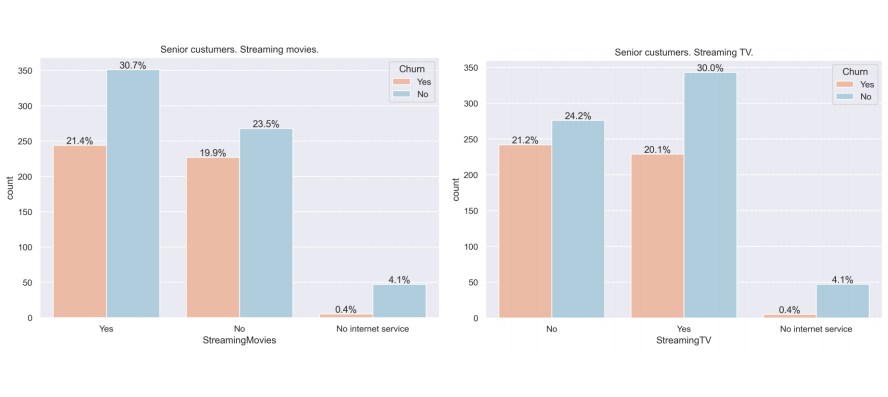 Senior custumers. Streaming movies.
Churn
Yes
No
350
300
250
200
150
100
50
0
count
30.7%
21.4%
19.9%
23.5%
0.4%
4.1%
Yes
No
No internet service
StreamingMovies
Senior custumers. Streaming TV.
Churn
Yes
No
350
300
250
200
150
100
50
0
count
21.2%
24.2%
20.1%
30.0%
0.4%
4.1%
No
Yes
No internet service
StreamingTV